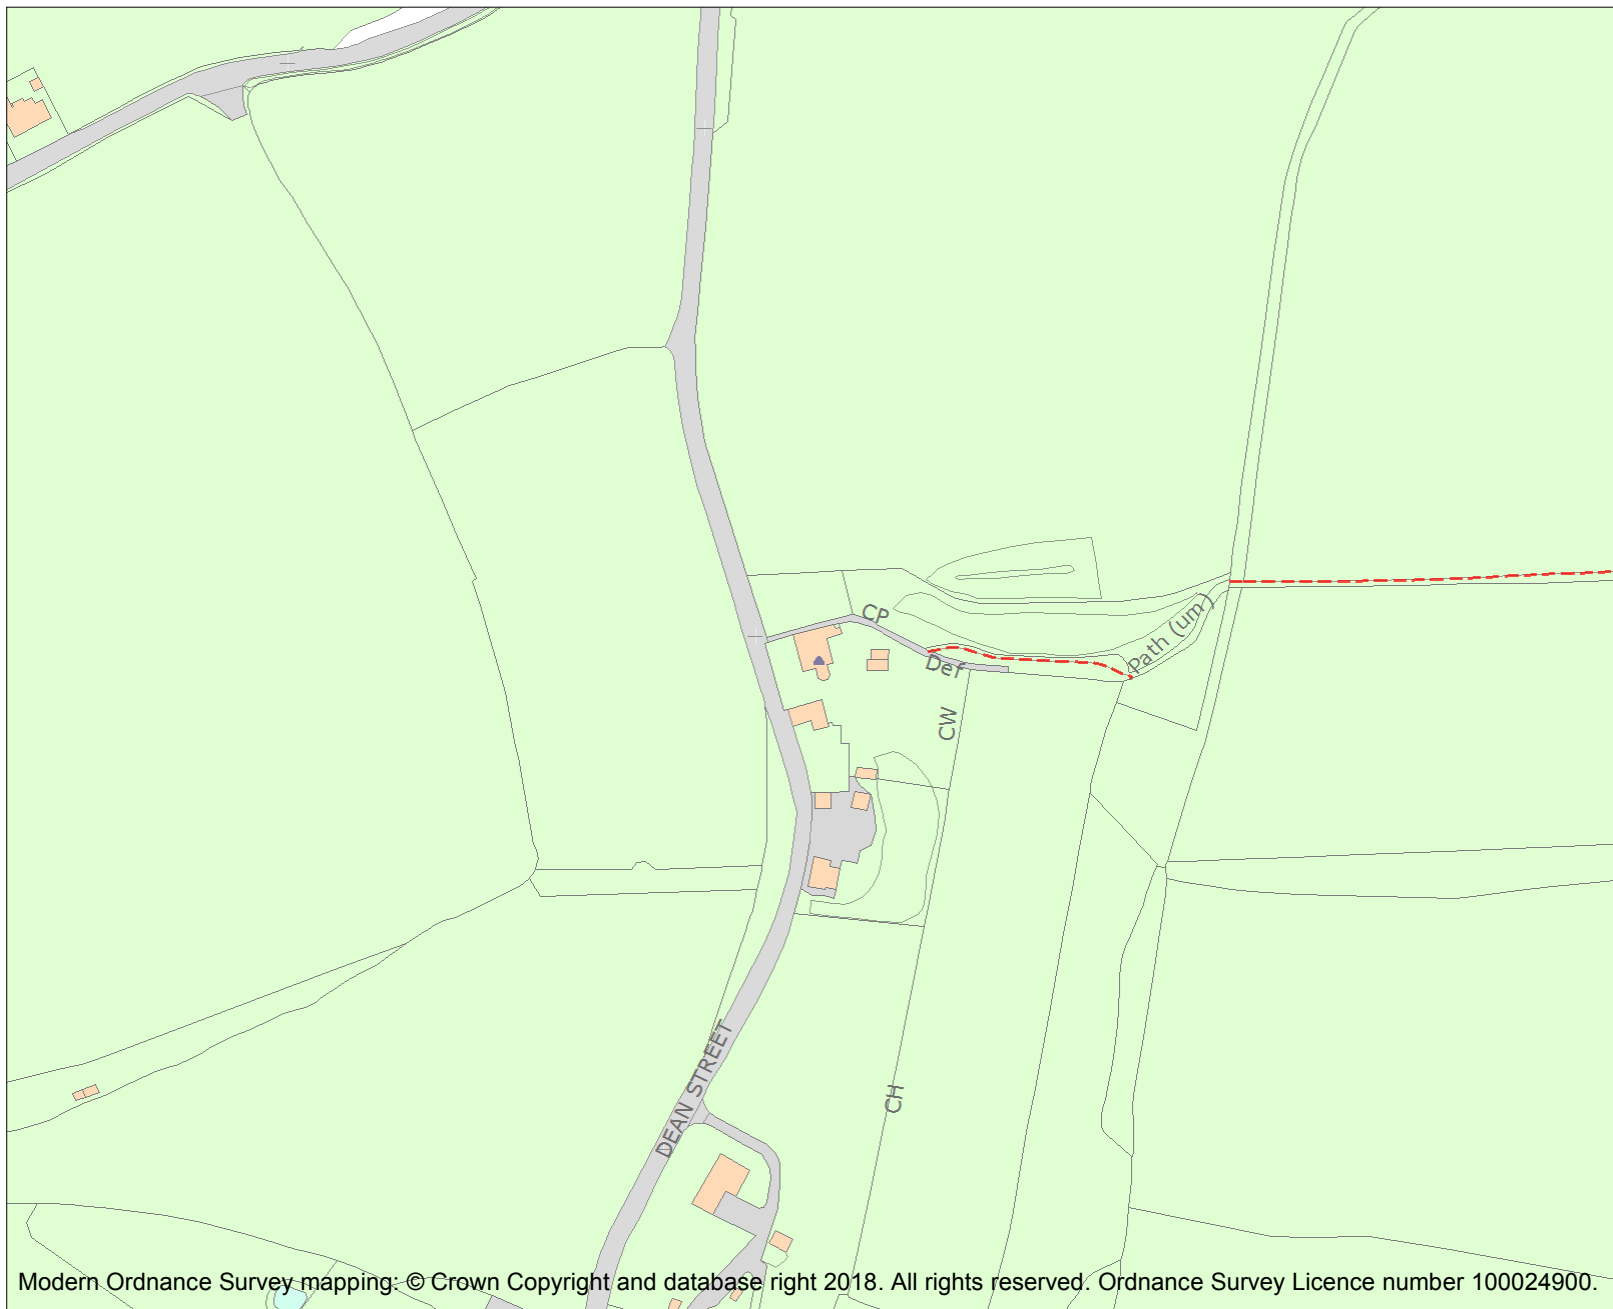 CP
Path (um)
Def
CW
DEAN STREET
CH
Modern Ordnance Survey mapping: © Crown Copyright and database right 2018. All rights reserved. Ordnance Survey Licence number 100024900.